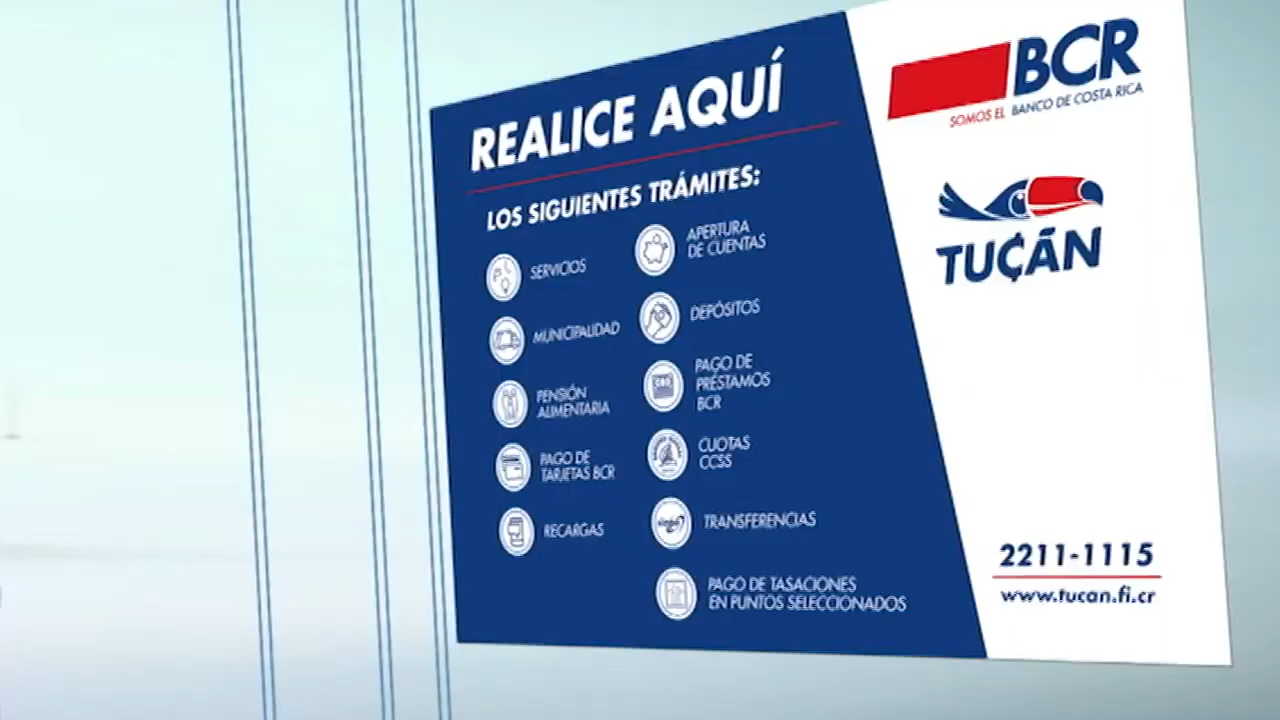 REALICE AQUÍ
LOS SIGUIENTES TRÁMITES:
SERVICIOS
MUNICIPALIDAD
PENSIÓN
ALIMENTARIA
PAGO DE
TARJETAS BCR
RECARGAS
APERTURA
DE CUENTAS
DEPÓSITOS
PAGO DE
PRÉSTAMOS
BCR
CUOTAS
CCSS
TRANSFERENCIAS
PAGO DE TASACIONES
EN PUNTOS SELECCIONADOS
BCR
SOMOS EL BANCO DE COSTA RICA
TU₡ÁN
2211-1115
www.tucan.fi.cr